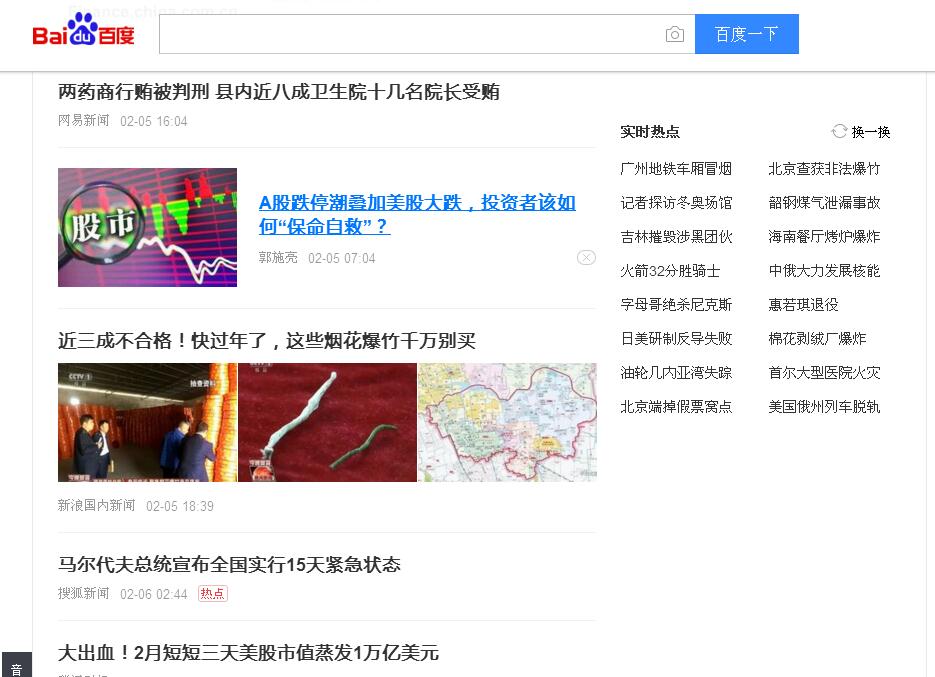 Bai du 百度
百度一下
两药商行贿被判刑 县内近八成卫生院十几名院长受贿
网易新闻 02-05 16:04
股市
A股跌停潮叠加美股大跌，投资者该如
何“保命自救”？
郭施亮 02-05 07:04
近三成不合格！快过年了，这些烟花爆竹千万别买
CCTV 1
抽查资料
新浪国内新闻 02-05 18:39
马尔代夫总统宣布全国实行15天紧急状态
搜狐新闻 02-06 02:44 热点
大出血！2月短短三天美股市值蒸发1万亿美元
音
实时热点 换一换
广州地铁车厢冒烟 北京查获非法爆竹
记者探访冬奥场馆 韶钢煤气泄漏事故
吉林摧毁涉黑团伙 海南餐厅烤炉爆炸
火箭32分胜骑士 中俄大力发展核能
字母哥绝杀尼克斯 惠若琪退役
日美研制反导失败 棉花剥绒厂爆炸
油轮几内亚湾失踪 首尔大型医院火灾
北京端掉假票窝点 美国俄州列车脱轨